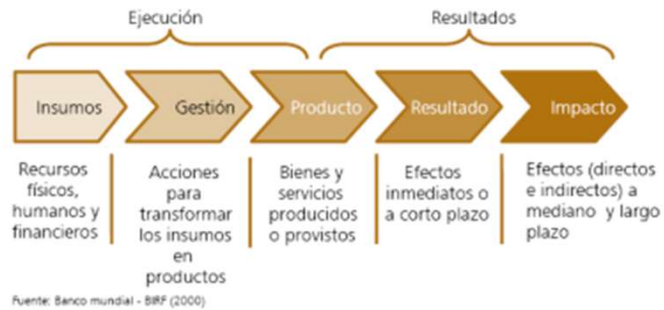 Ejecución
Resultados
Insumos
Gestión
Producto
Resultado
Impacto
Recursos
físicos,
humanos y
financieros
Acciones
para
transformar
los insumos
en
productos
Bienes y
servicios
producidos
o provistos
Efectos
inmediatos o
a corto plazo
Efectos (directos
e indirectos) a
mediano y largo
plazo
Fuente: Banco mundial - BIRF (2000)